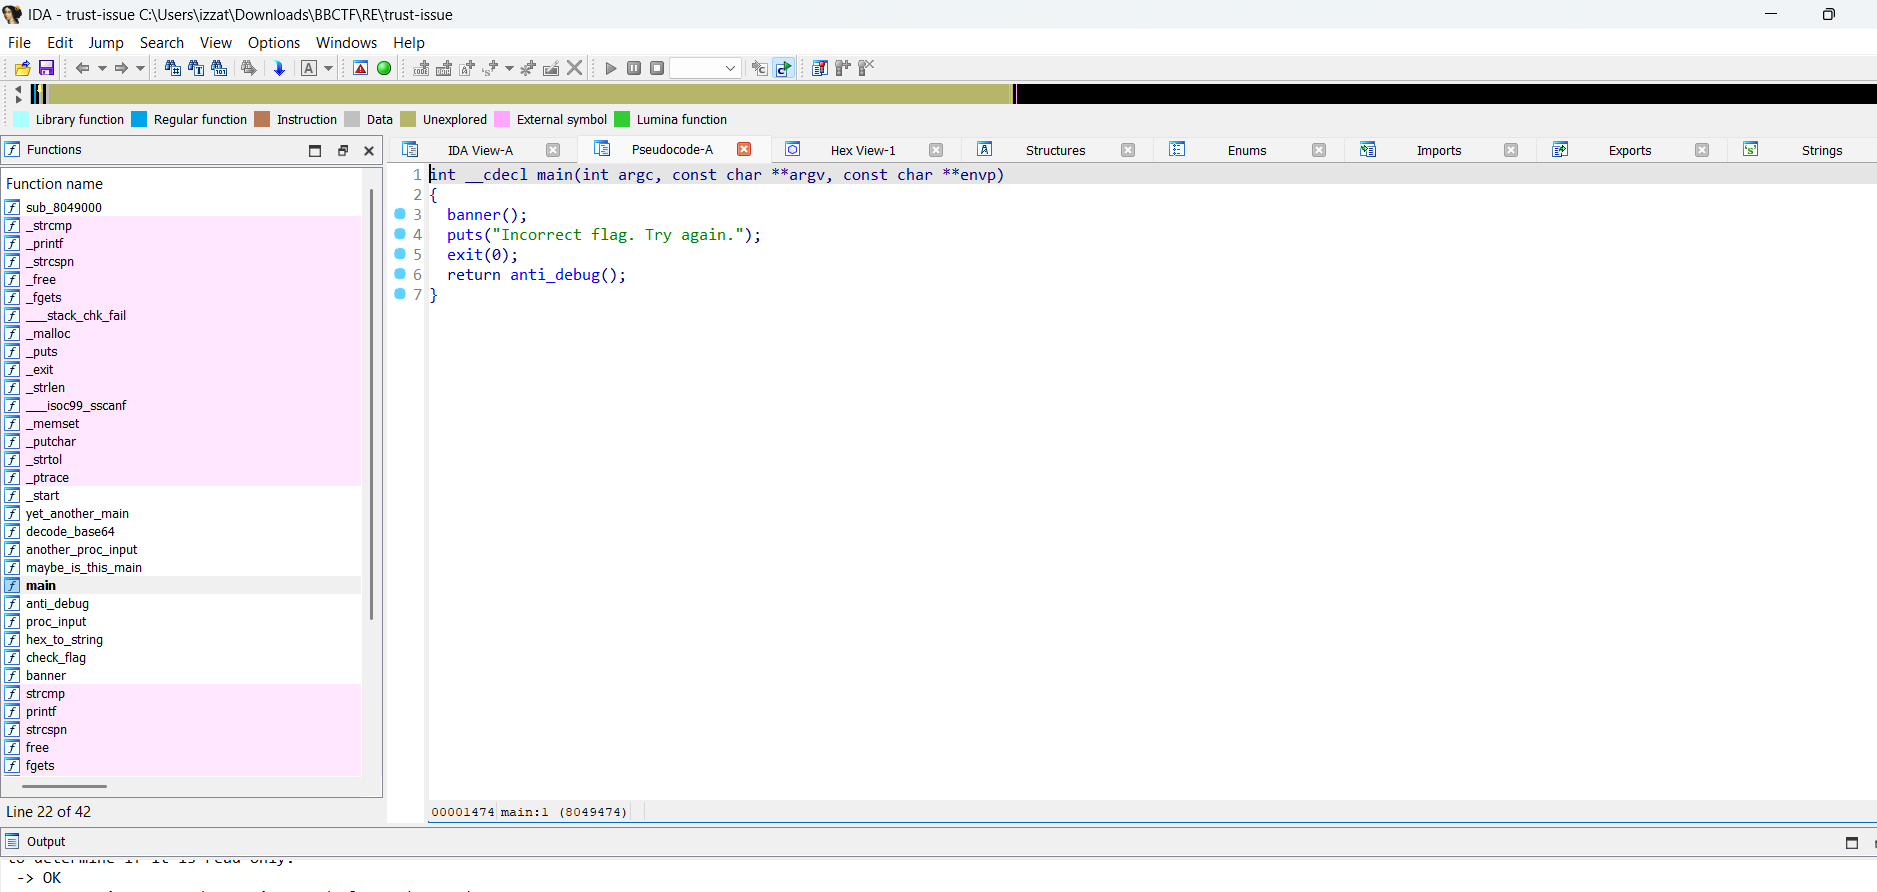 IDA - trust-issue C:\Users\izzat\Downloads\BBCTF\RE\trust-issue
File Edit Jump Search View Options Windows Help
Library function Regular function Instruction Data Unexplored External symbol Lumina function
Functions
IDA View-A Pseudocode-A Hex View-1 Structures Enums Imports Exports Strings
Function name
sub_8049000
_strcmp
_printf
_strcspn
_free
_fgets
___stack_chk_fail
_malloc
_puts
_exit
_strlen
___isoc99_sscanf
_memset
_putchar
_strtol
_ptrace
_start
yet_another_main
decode_base64
another_proc_input
maybe_is_this_main
main
anti_debug
proc_input
hex_to_string
check_flag
banner
strcmp
printf
strcspn
free
fgets
Line 22 of 42
1 int __cdecl main(int argc, const char **argv, const char **envp)
2 {
3 banner();
4 puts("Incorrect flag. Try again.");
5 exit(0);
6 return anti_debug();
7 }
00001474 main:1 (8049474)
Output
-> OK